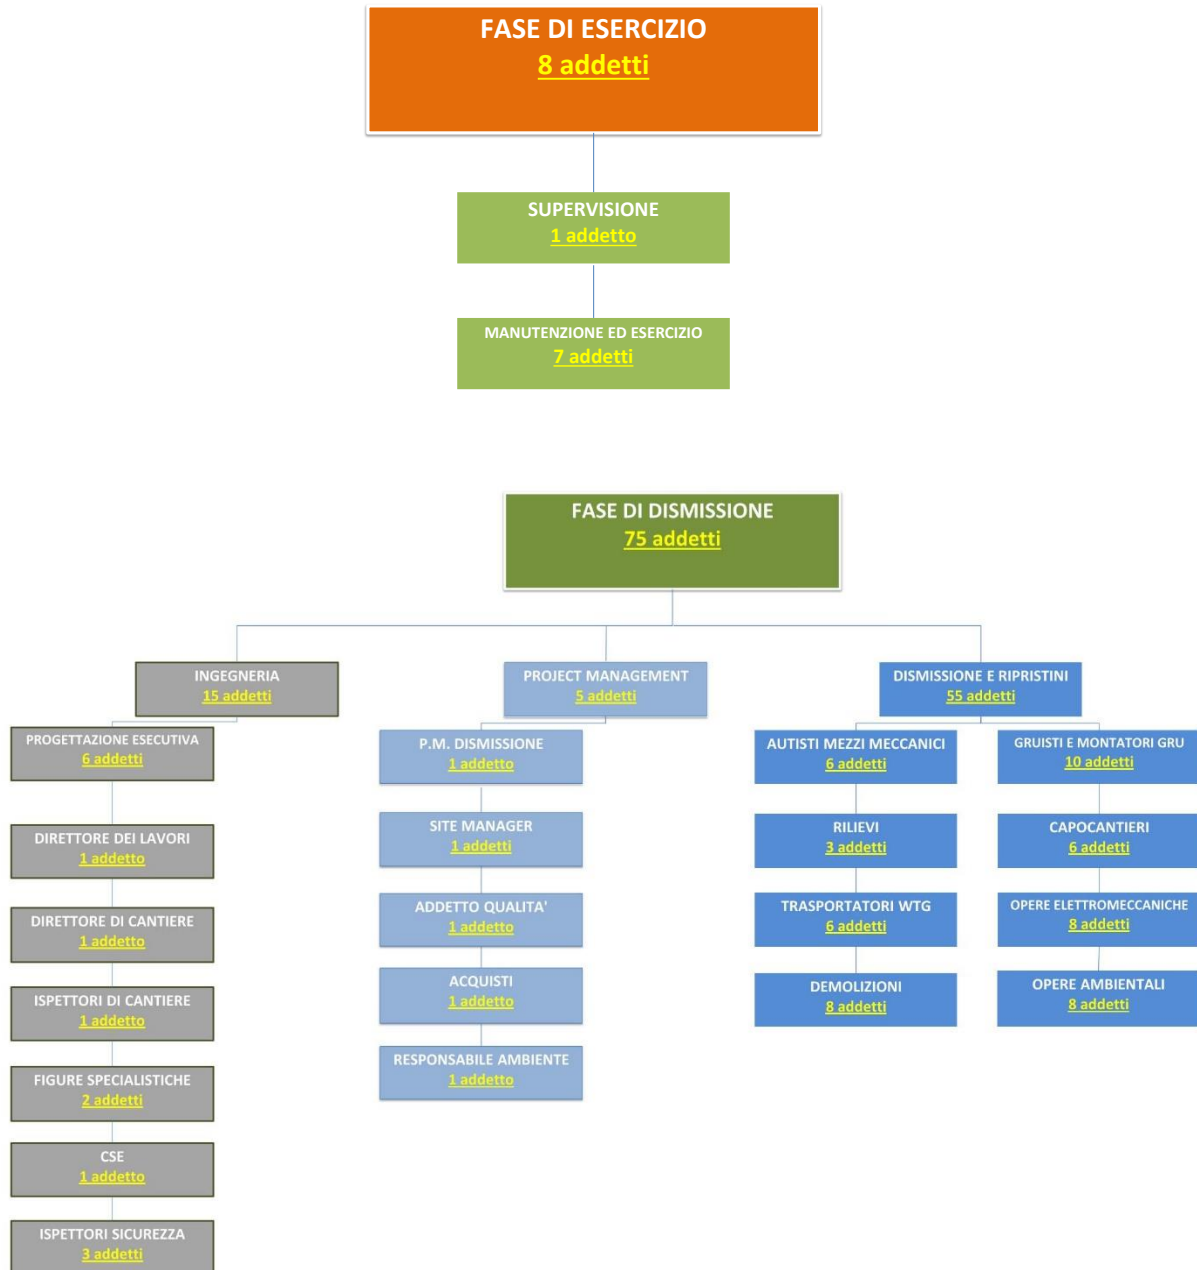 FASE DI ESERCIZIO
8 addetti
SUPERVISIONE
1 addetto
MANUTENZIONE ED ESERCIZIO
7 addetti
FASE DI DISMISSIONE
75 addetti
INGEGNERIA
15 addetti
PROGETTAZIONE ESECUTIVA
6 addetti
DIRETTORE DEI LAVORI
1 addetto
DIRETTORE DI CANTIERE
1 addetto
ISPETTORI DI CANTIERE
1 addetto
FIGURE SPECIALISTICHE
2 addetti
CSE
1 addetto
ISPETTORI SICUREZZA
3 addetti
PROJECT MANAGEMENT
5 addetti
P.M. DISMISSIONE
1 addetto
SITE MANAGER
1 addetti
ADDETTO QUALITA'
1 addetto
ACQUISTI
1 addetto
RESPONSABILE AMBIENTE
1 addetto
DISMISSIONE E RIPRISTINI
55 addetti
AUTISTI MEZZI MECCANICI
6 addetti
RILIEVI
3 addetti
TRASPORTATORI WTG
6 addetti
DEMOLIZIONI
8 addetti
GRUISTI E MONTATORI GRU
10 addetti
CAPOCANTIERI
6 addetti
OPERE ELETTROMECCANICHE
8 addetti
OPERE AMBIENTALI
8 addetti